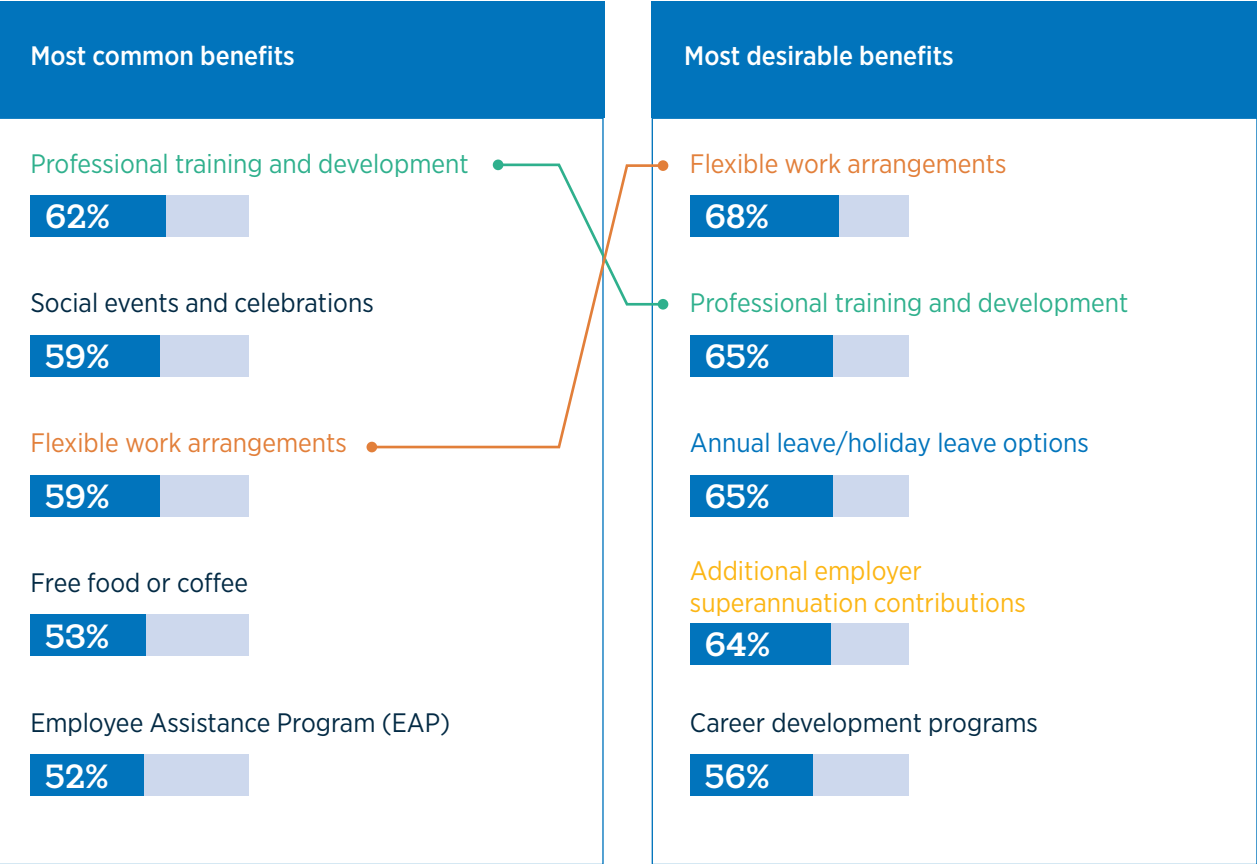 Most common benefits
Professional training and development
62%
Social events and celebrations
59%
Flexible work arrangements
59%
Free food or coffee
53%
Employee Assistance Program (EAP)
52%
Most desirable benefits
Flexible work arrangements
68%
Professional training and development
65%
Annual leave/holiday leave options
65%
Additional employer
superannuation contributions
64%
Career development programs
56%